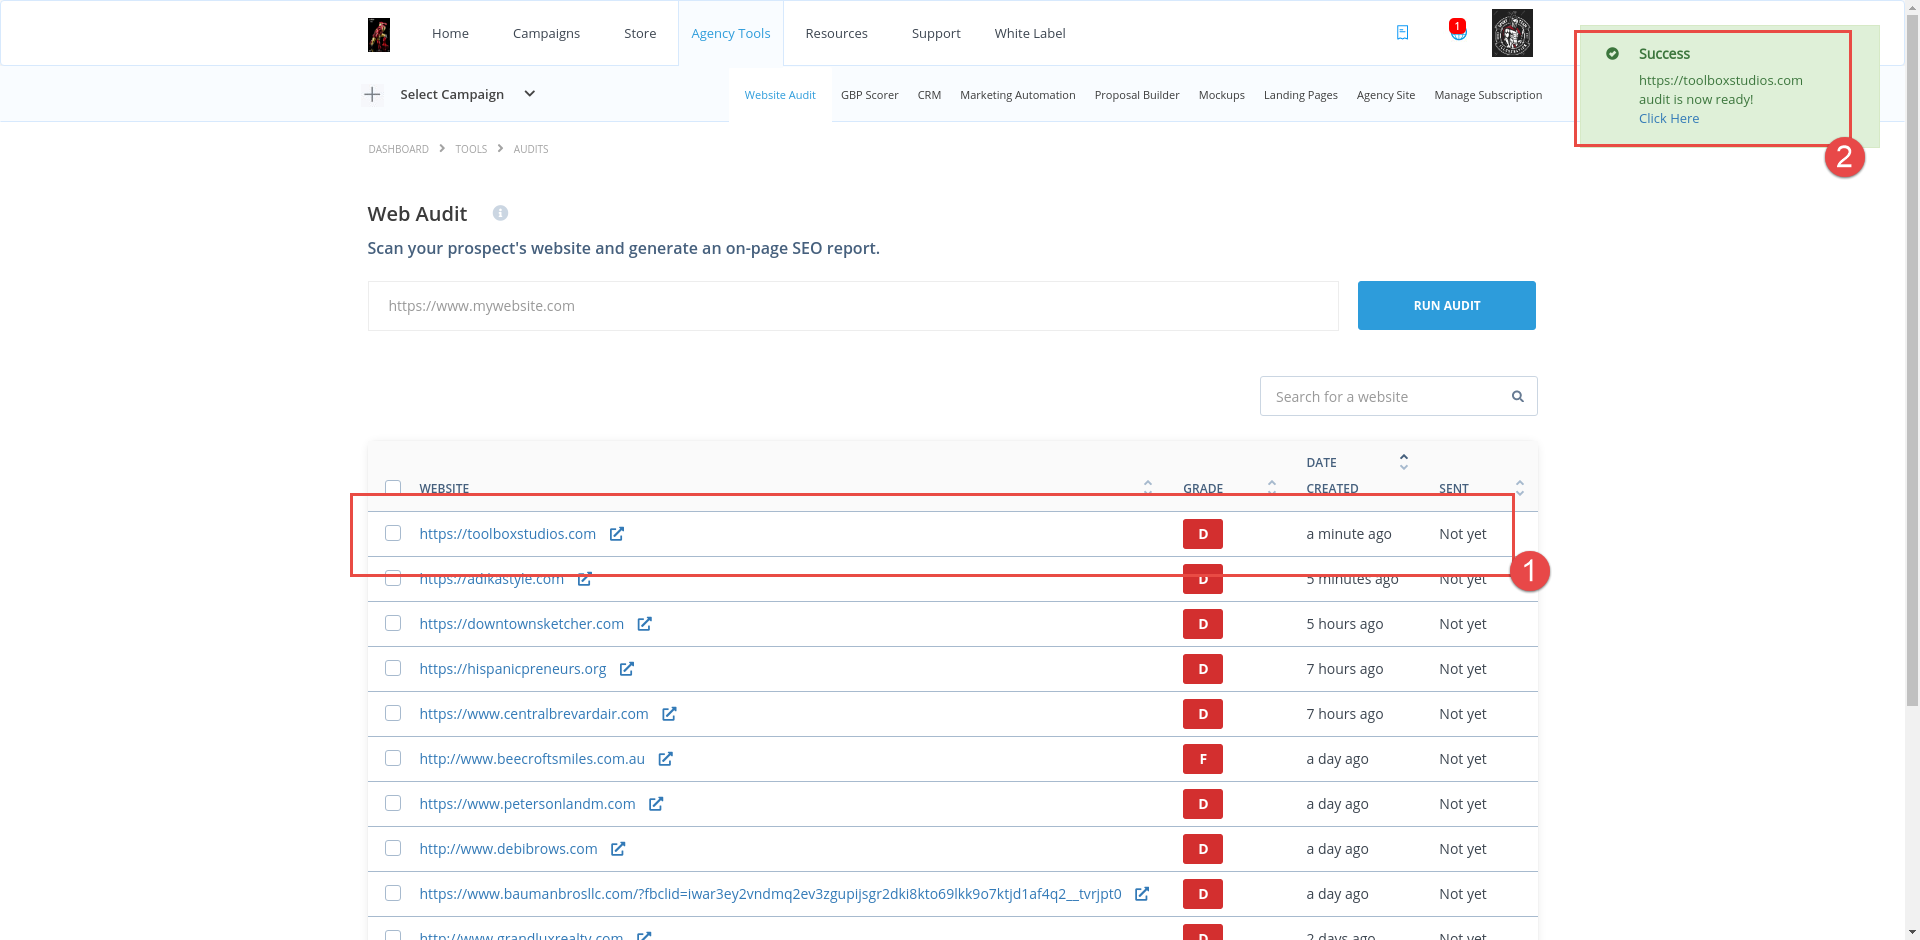 Home Campaigns Store Agency Tools Resources Support White Label 1
Success
https://toolboxstudios.com
audit is now ready!
Click Here
2
Select Campaign Website Audit GBP Scorer CRM Marketing Automation Proposal Builder Mockups Landing Pages Agency Site Manage Subscription
DASHBOARD TOOLS AUDITS
Web Audit
Scan your prospect's website and generate an on-page SEO report.
https://www.mywebsite.com RUN AUDIT
Search for a website
WEBSITE GRADE DATE CREATED SENT
https://toolboxstudios.com D a minute ago Not yet
1
https://adikastyle.com D 5 minutes ago Not yet
https://downtownsketcher.com D 5 hours ago Not yet
https://hispanicpreneurs.org D 7 hours ago Not yet
https://www.centralbrevardair.com D 7 hours ago Not yet
http://www.beecroftsmiles.com.au F a day ago Not yet
https://www.petersonlandm.com D a day ago Not yet
http://www.debibrows.com D a day ago Not yet
https://www.baumanbrosllc.com/?fbclid=iwar3ey2vndmq2ev3zgupijsgr2dki8kto69lkk9o7ktjd1af4q2__tvrjpt0 D a day ago Not yet
http://www.grandluxrealty.com D 2 days ago Not yet